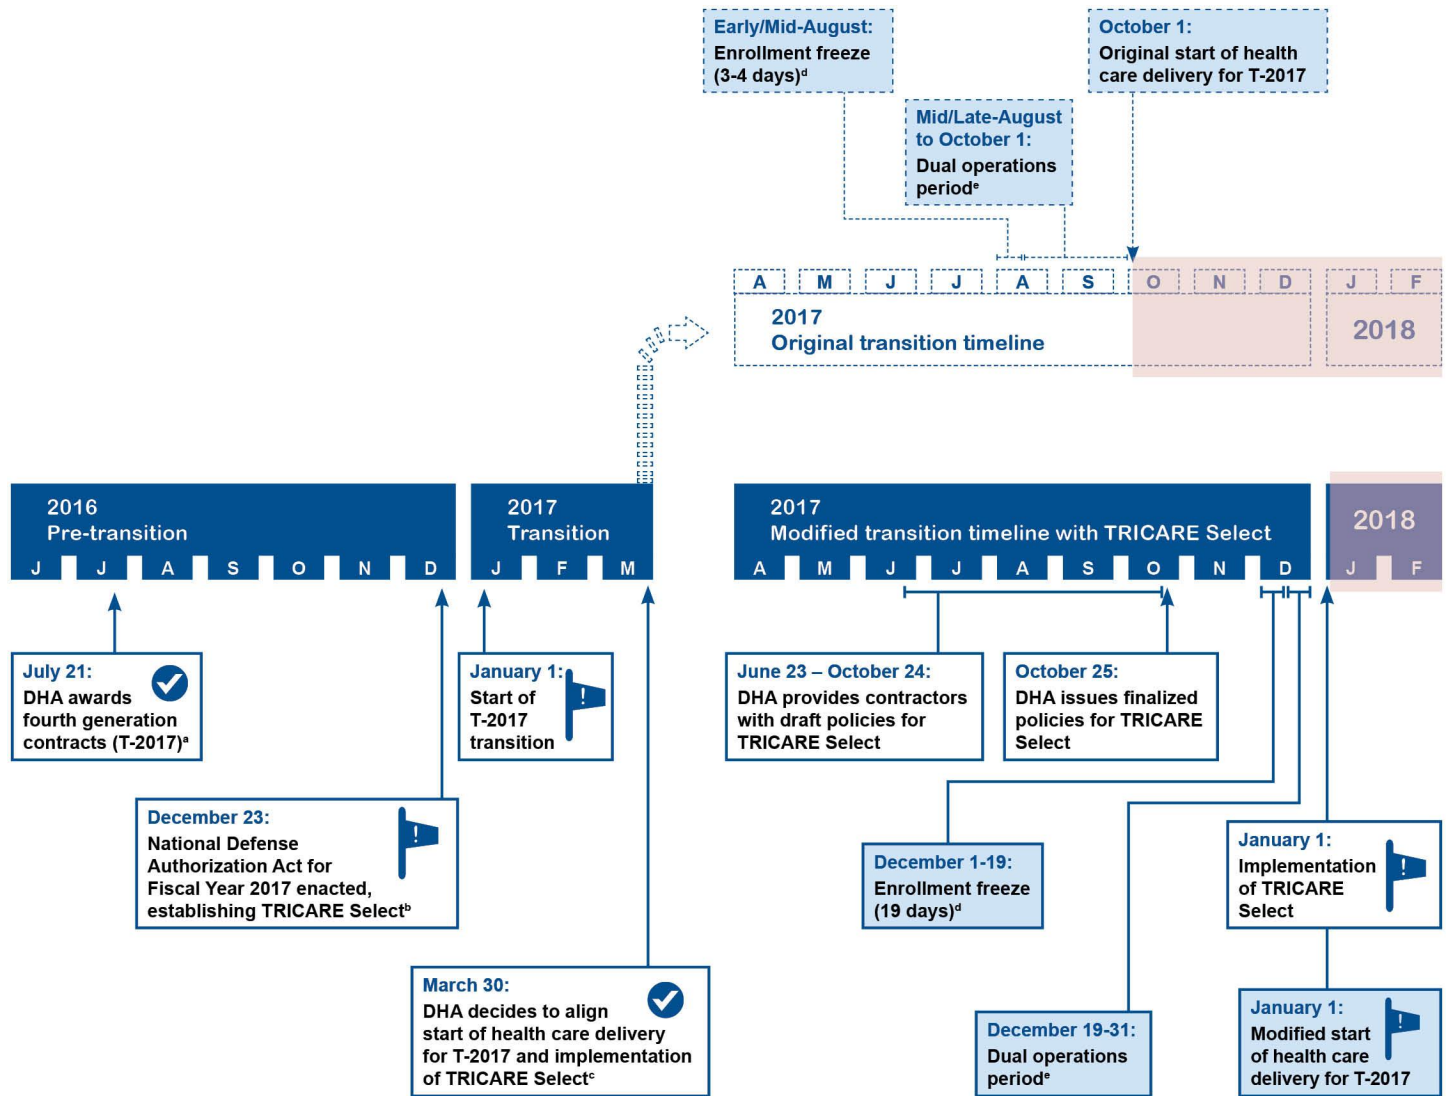 Early/Mid-August:
Enrollment freeze
(3-4 days)d
October 1:
Original start of health
care delivery for T-2017
Mid/Late-August
to October 1:
Dual operations
periode
A M J J A S O N D J F
2017
Original transition timeline
2018
2016
Pre-transition
J J A S O N D
2017
Transition
J F M
2017
Modified transition timeline with TRICARE Select
A M J J A S O N D
2018
J F
July 21:
DHA awards
fourth generation
contracts (T-2017)a
January 1:
Start of
T-2017
transition
!
June 23 – October 24:
DHA provides contractors
with draft policies for
TRICARE Select
October 25:
DHA issues finalized
policies for TRICARE
Select
December 23:
National Defense
Authorization Act for
Fiscal Year 2017 enacted,
establishing TRICARE Selectb
!
December 1-19:
Enrollment freeze
(19 days)d
January 1:
Implementation
of TRICARE
Select
!
March 30:
DHA decides to align
start of health care delivery
for T-2017 and implementation
of TRICARE Selectc
December 19-31:
Dual operations
periode
January 1:
Modified start
of health care
delivery for T-2017
!